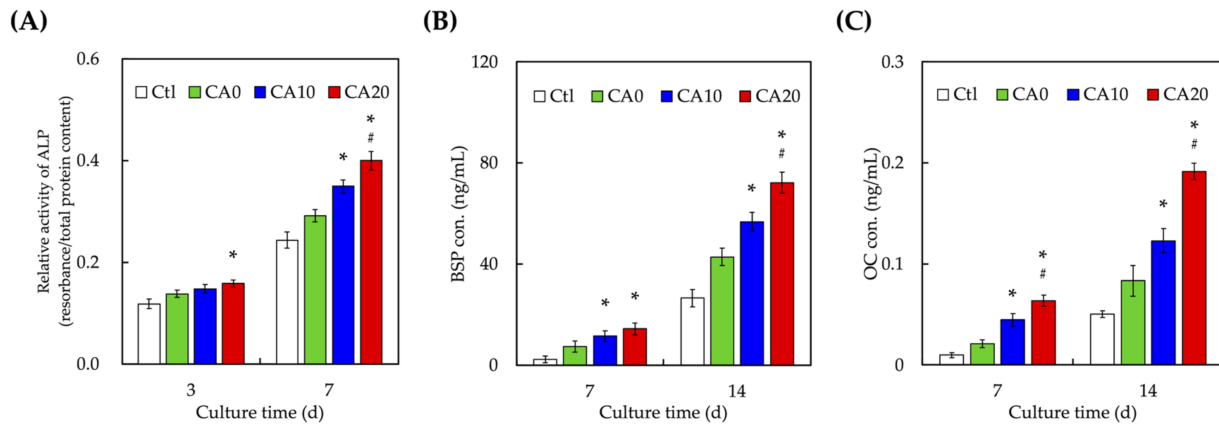 (A)
0.6
Ctl CA0 CA10 CA20
*
#
*
0.4
*
0.2
0.0
3 7
Culture time (d)
Relative activity of ALP
(resorbance/total protein content)
(B)
120
Ctl CA0 CA10 CA20
*
#
80
*
40
* *
0
7 14
Culture time (d)
BSP con. (ng/mL)
(C)
0.3
Ctl CA0 CA10 CA20
*
#
0.2
*
*
#
*
0.1
0
7 14
Culture time (d)
OC con. (ng/mL)